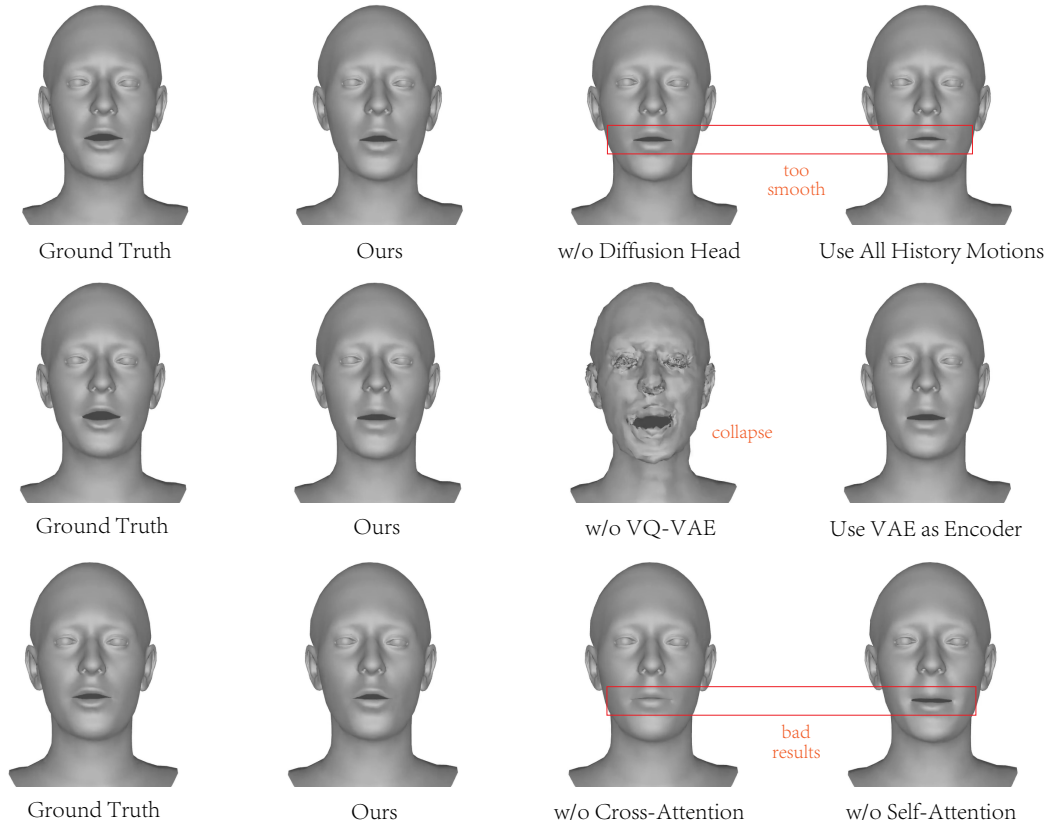 too
smooth
Ground Truth
Ours
w/o Diffusion Head
Use All History Motions
collapse
Ground Truth
Ours
w/o VQ-VAE
Use VAE as Encoder
bad
results
Ground Truth
Ours
w/o Cross-Attention
w/o Self-Attention